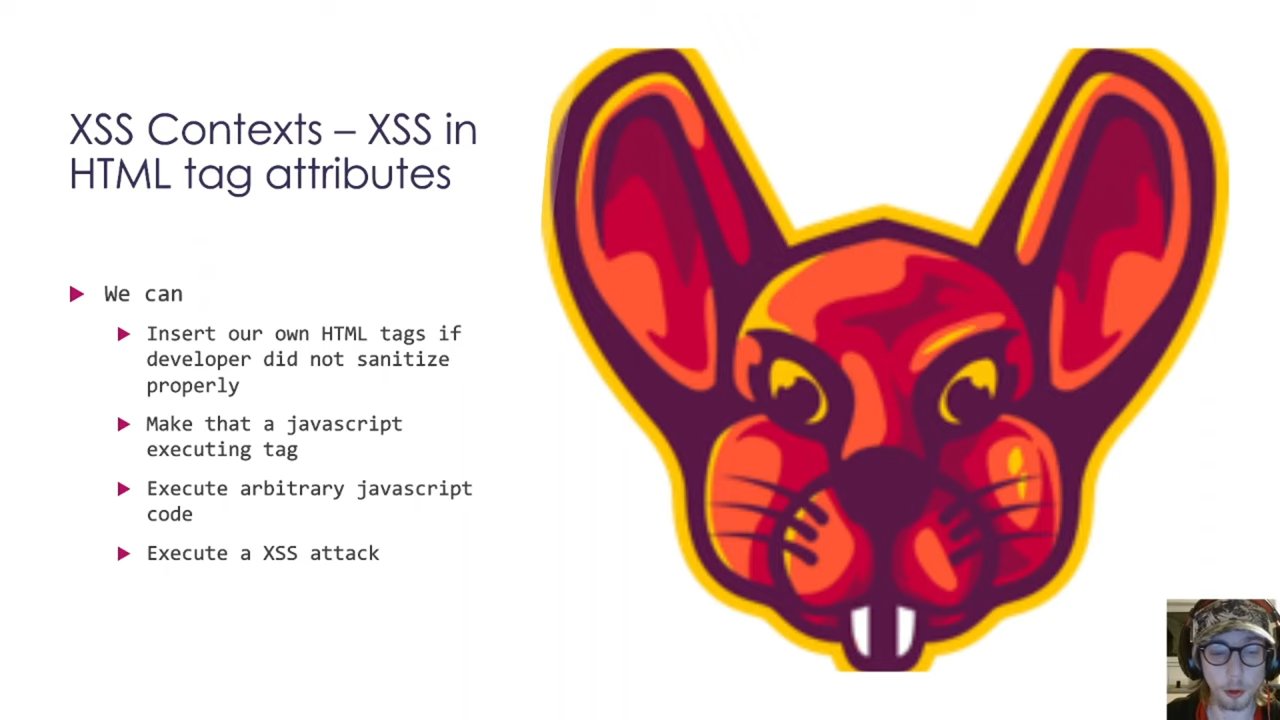 XSS Contexts – XSS in
HTML tag attributes
We can
Insert our own HTML tags if
developer did not sanitize
properly
Make that a javascript
executing tag
Execute arbitrary javascript
code
Execute a XSS attack